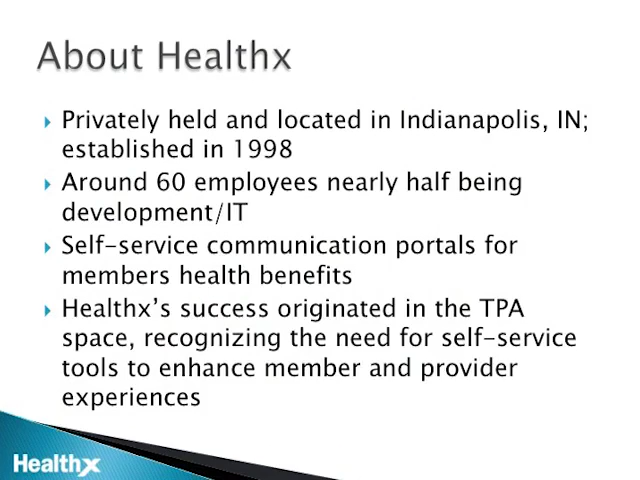 About Healthx
Privately held and located in Indianapolis, IN;
established in 1998
Around 60 employees nearly half being
development/IT
Self-service communication portals for
members health benefits
Healthx's success originated in the TPA
space, recognizing the need for self-service
tools to enhance member and provider
experiences
Healthx